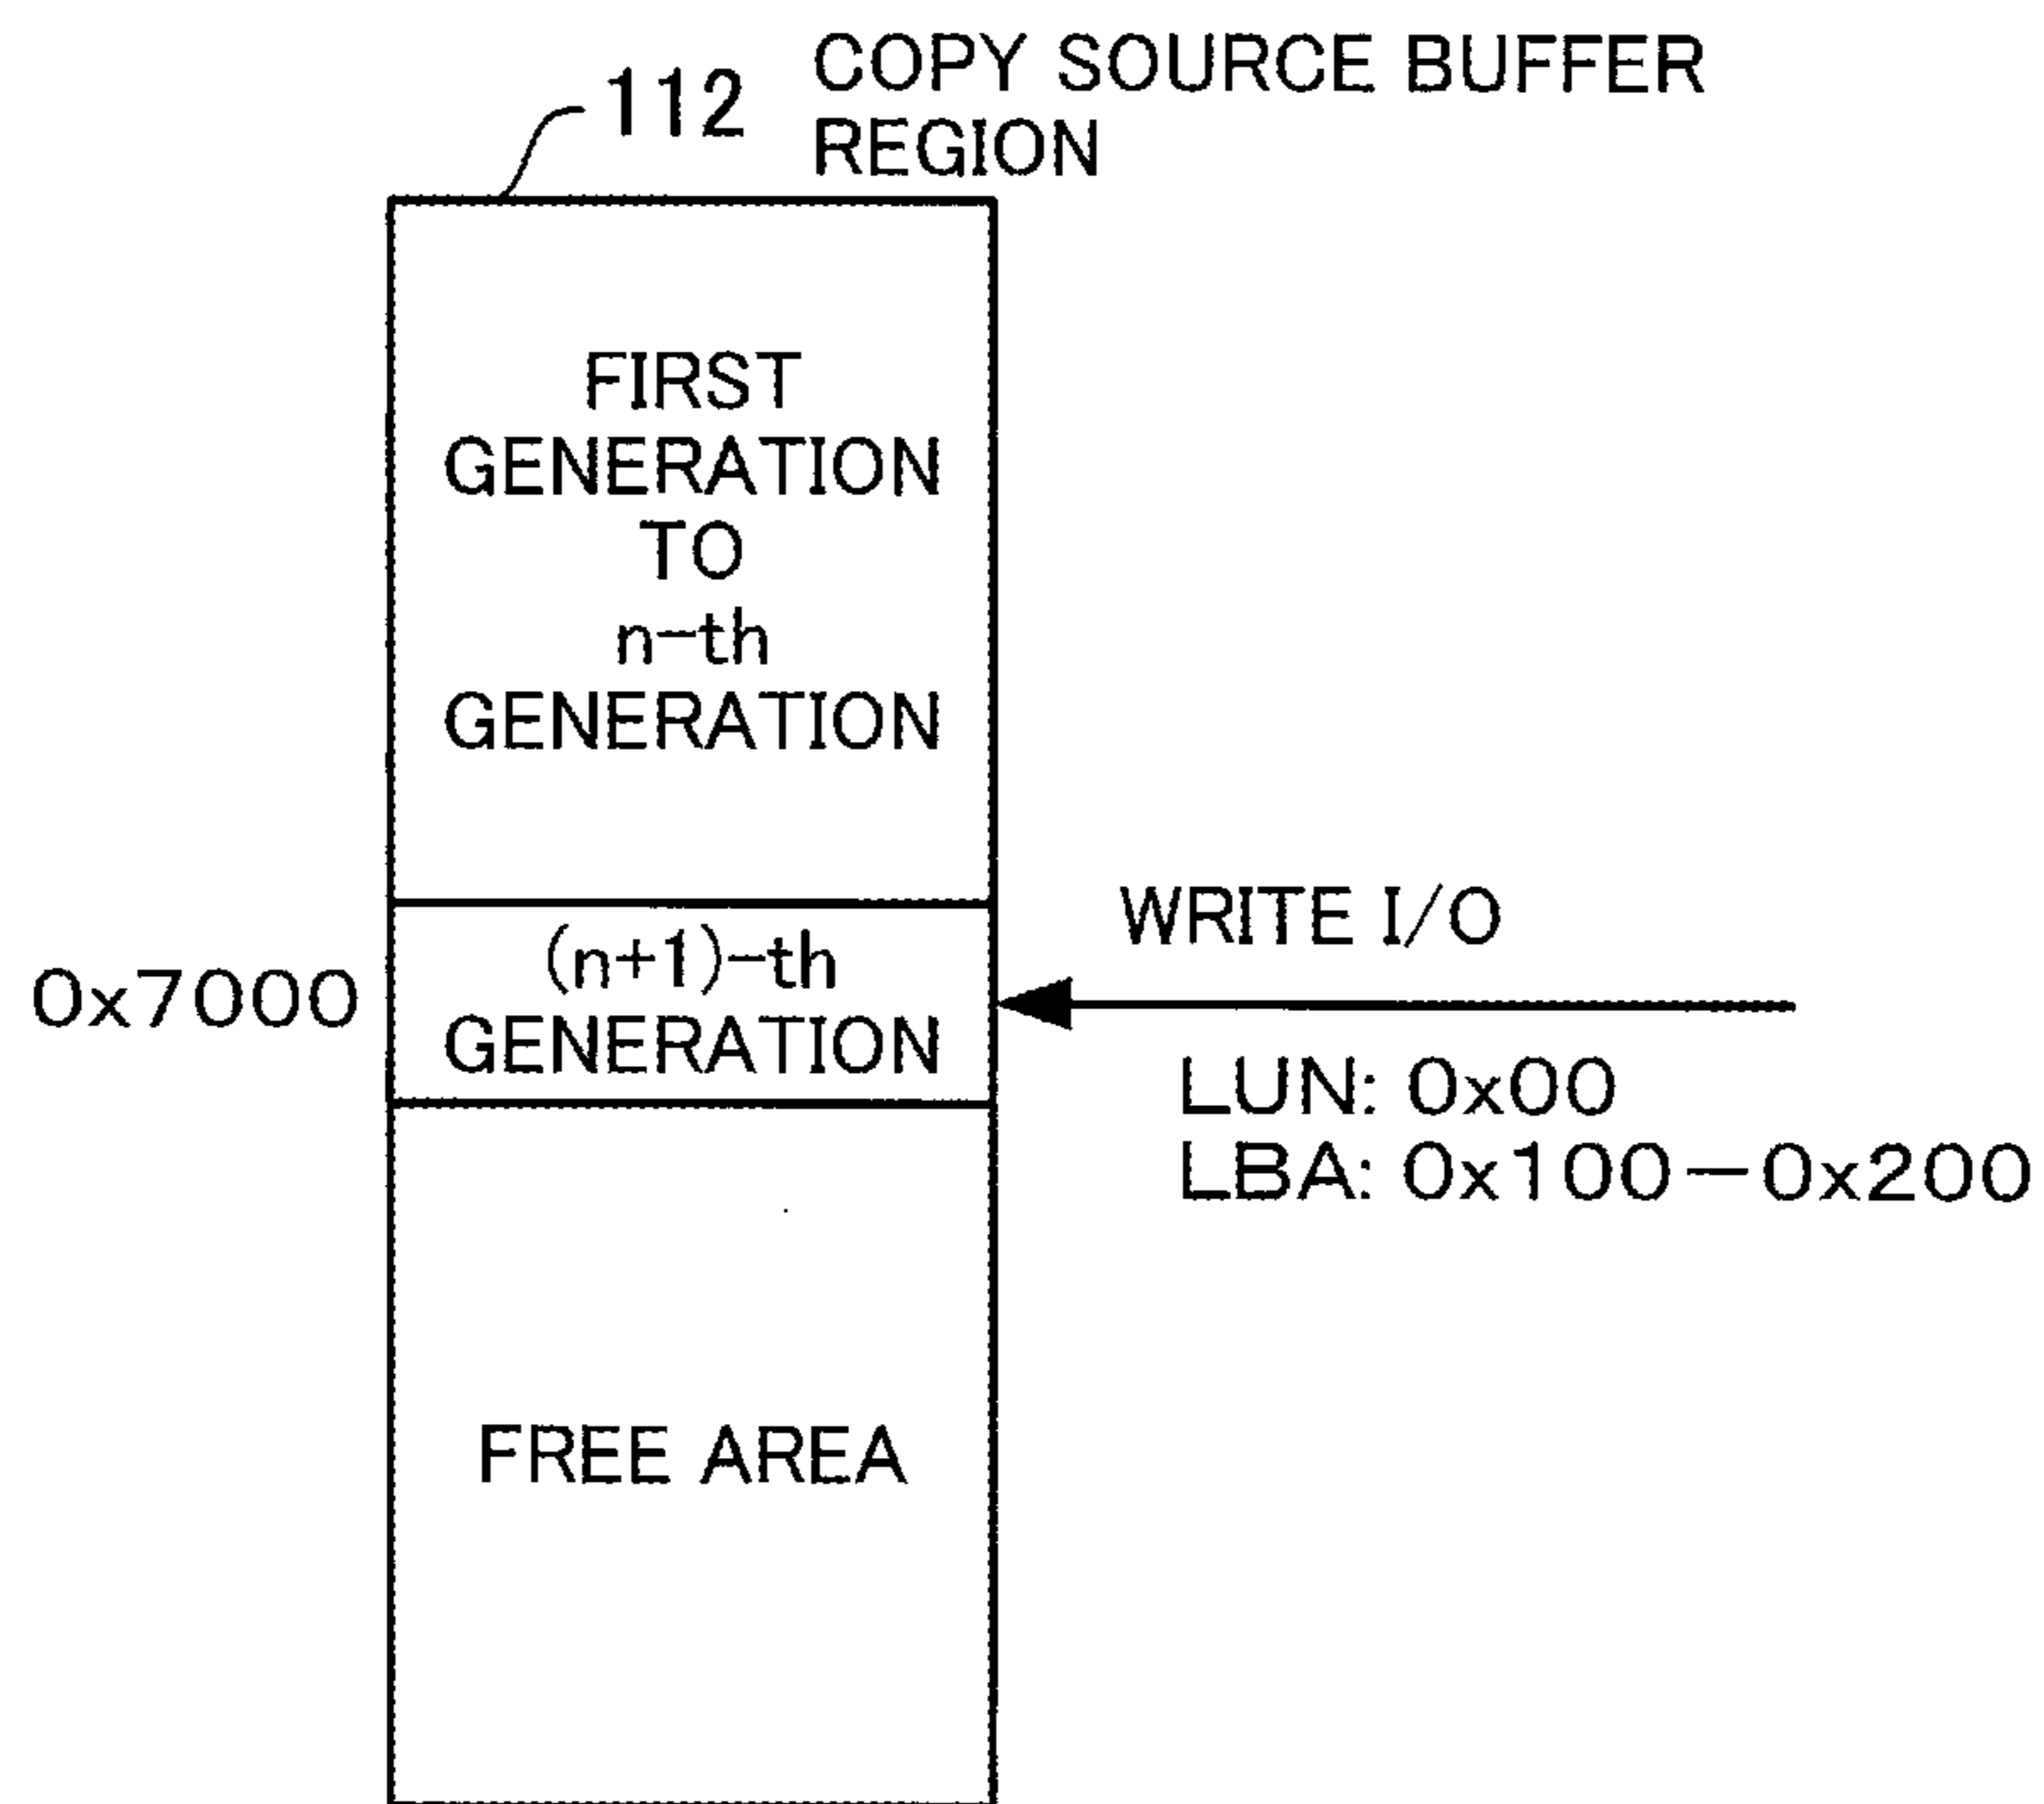 112 COPY SOURCE BUFFER
REGION
FIRST
GENERATION
TO
n-th
GENERATION
0x7000
(n+1)-th
GENERATION
WRITE I/O
LUN: 0x00
LBA: 0x100-0x200
FREE AREA